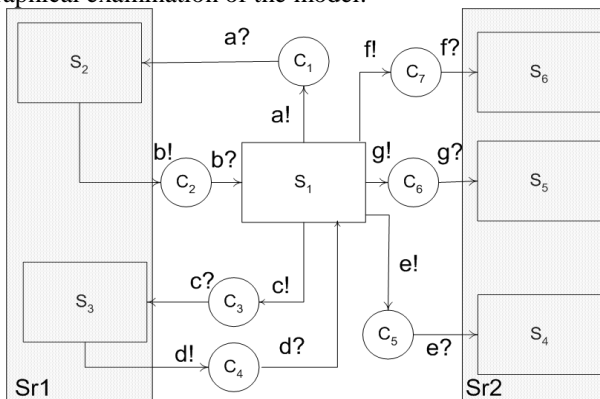 raphical examination of the model.
a?
f!
f?
S2
C1
C7
S6
a!
b!
b?
g!
g?
C2
S1
C6
S5
c?
c!
e!
S3
C3
d!
d?
C4
C5
e?
S4
Sr1
Sr2